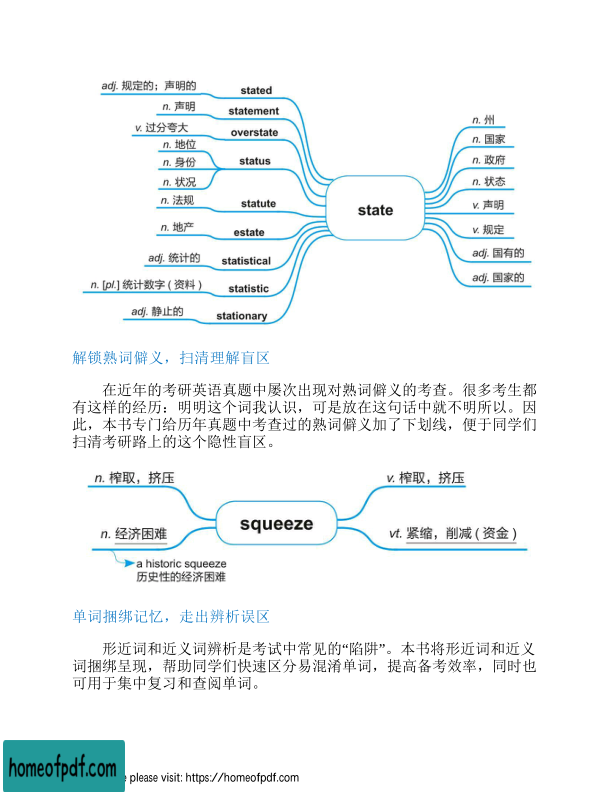 adj. 规定的；声明的 stated
n. 声明 statement
v. 过分夸大 overstate
n. 地位
n. 身份 status
n. 状况
n. 法规 statute
n. 地产 estate
adj. 统计的 statistical
n. [pl.] 统计数字 ( 资料 ) statistic
adj. 静止的 stationary
state
n. 州
n. 国家
n. 政府
n. 状态
v. 声明
v. 规定
adj. 国有的
adj. 国家的
解锁熟词僻义，扫清理解盲区
在近年的考研英语真题中屡次出现对熟词僻义的考查。很多考生都
有这样的经历：明明这个词我认识，可是放在这句话中就不明所以。因
此，本书专门给历年真题中考查过的熟词僻义加了下划线，便于同学们
扫清考研路上的这个隐性盲区。
n. 榨取，挤压
n. 经济困难
a historic squeeze
历史性的经济困难
squeeze
v. 榨取，挤压
vt. 紧缩，削减 ( 资金 )
单词捆绑记忆，走出辨析误区
形近词和近义词辨析是考试中常见的“陷阱”。本书将形近词和近义
词捆绑呈现，帮助同学们快速区分易混淆单词，提高备考效率，同时也
可用于集中复习和查阅单词。
homeofpdf.com
e please visit: https://homeofpdf.com